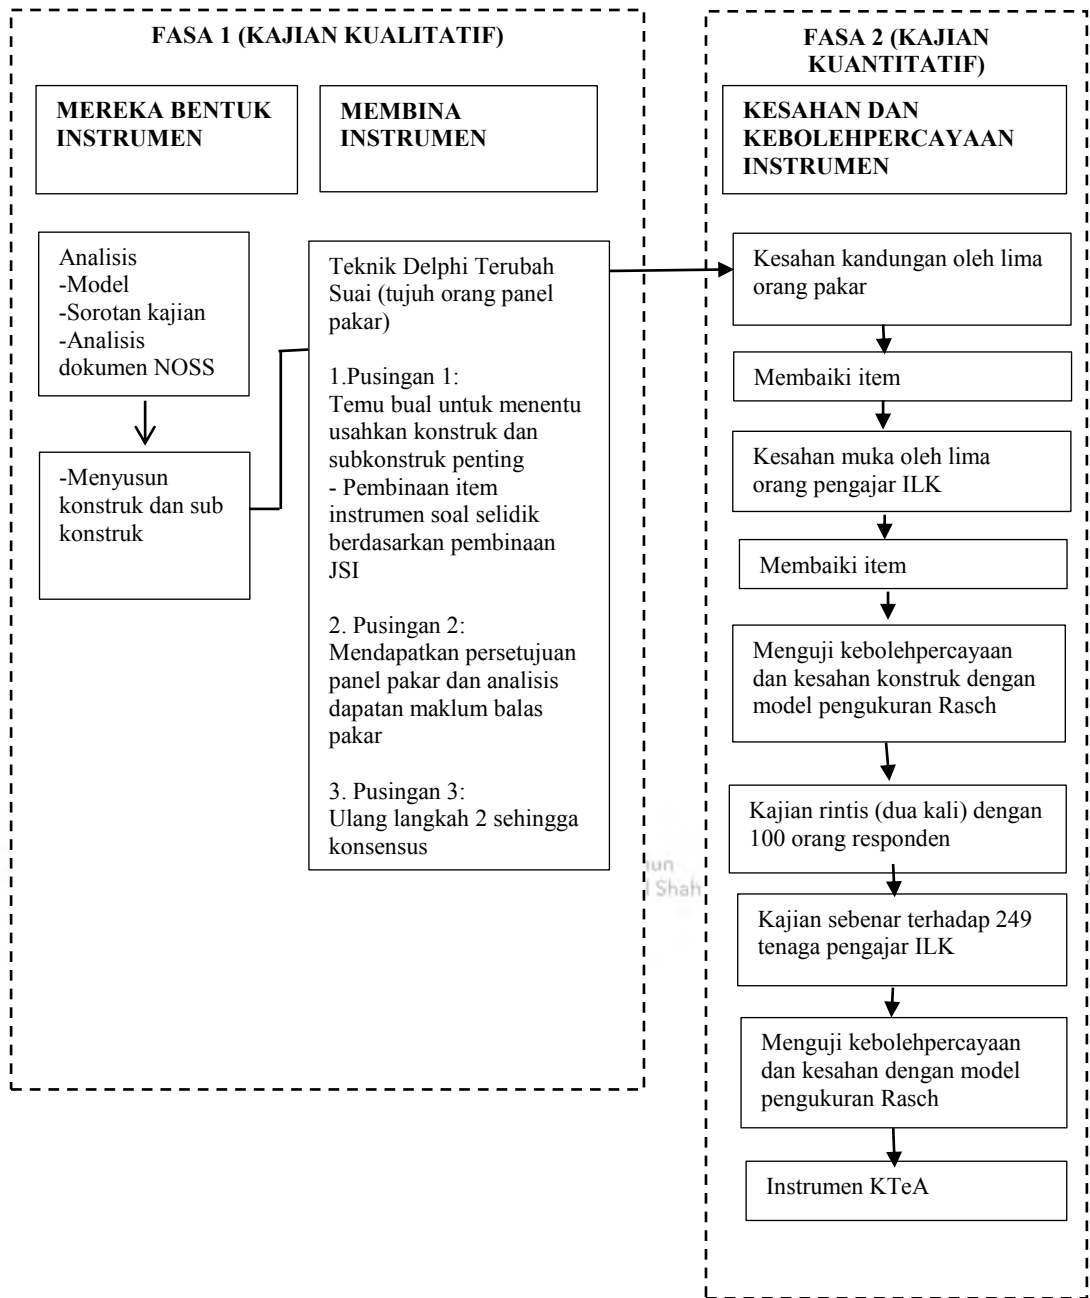 FASA 1 (KAJIAN KUALITATIF)
MEREKA BENTUK
INSTRUMEN
MEMBINA
INSTRUMEN
Analisis
-Model
-Sorotan kajian
-Analisis
dokumen NOSS
-Menyusun
konstruk dan sub
konstruk
Teknik Delphi Terubah
Suai (tujuh orang panel
pakar)
1.Pusingan 1:
Temu bual untuk menentu
usahkan konstruk dan
subkonstruk penting
- Pembinaan item
instrumen soal selidik
berdasarkan pembinaan
JSI
2. Pusingan 2:
Mendapatkan persetujuan
panel pakar dan analisis
dapatan maklum balas
pakar
3. Pusingan 3:
Ulang langkah 2 sehingga
konsensus
Shah
FASA 2 (KAJIAN
KUANTITATIF)
KESAHAN DAN
KEBOLEHPERCAYAAN
INSTRUMEN
Kesahan kandungan oleh lima
orang pakar
Membaiki item
Kesahan muka oleh lima
orang pengajar ILK
Membaiki item
Menguji kebolehpercayaan
dan kesahan konstruk dengan
model pengukuran Rasch
Kajian rintis (dua kali) dengan
100 orang responden
Kajian sebenar terhadap 249
tenaga pengajar ILK
Menguji kebolehpercayaan
dan kesahan dengan model
pengukuran Rasch
Instrumen KTeA